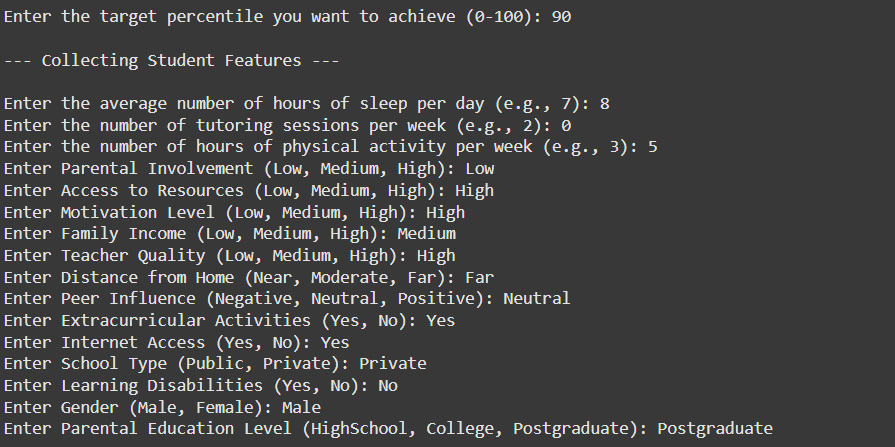 Enter the target percentile you want to achieve (0-100): 90
--- Collecting Student Features ---
Enter the average number of hours of sleep per day (e.g., 7): 8
Enter the number of tutoring sessions per week (e.g., 2): 0
Enter the number of hours of physical activity per week (e.g., 3): 5
Enter Parental Involvement (Low, Medium, High): Low
Enter Access to Resources (Low, Medium, High): High
Enter Motivation Level (Low, Medium, High): High
Enter Family Income (Low, Medium, High): Medium
Enter Teacher Quality (Low, Medium, High): High
Enter Distance from Home (Near, Moderate, Far): Far
Enter Peer Influence (Negative, Neutral, Positive): Neutral
Enter Extracurricular Activities (Yes, No): Yes
Enter Internet Access (Yes, No): Yes
Enter School Type (Public, Private): Private
Enter Learning Disabilities (Yes, No): No
Enter Gender (Male, Female): Male
Enter Parental Education Level (HighSchool, College, Postgraduate): Postgraduate